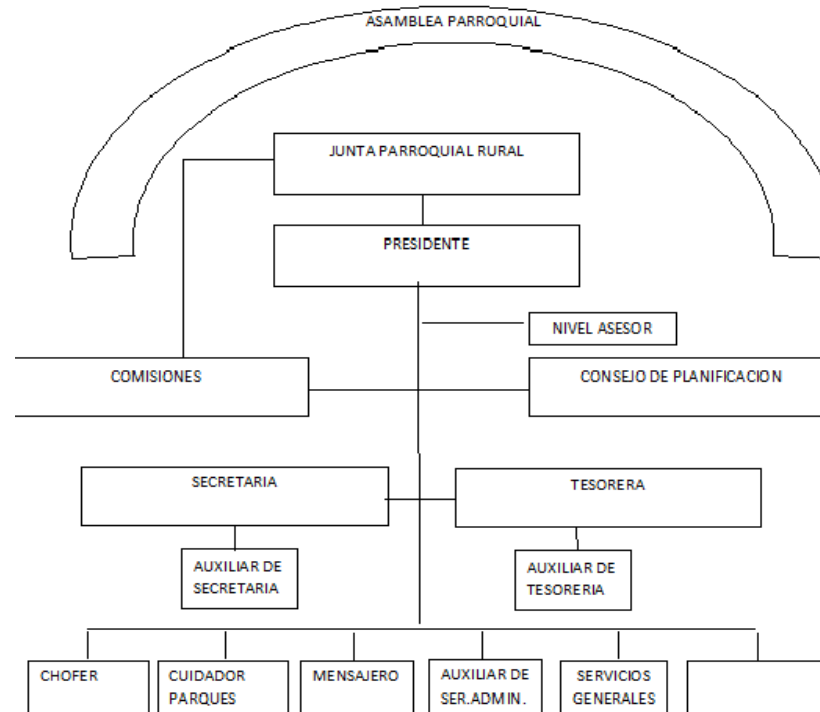 ASAMBLEA PARROQUIAL
JUNTA PARROQUIAL RURAL
PRESIDENTE
NIVEL ASESOR
COMISIONES
CONSEJO DE PLANIFICACION
SECRETARIA
TESORERA
AUXILIAR DE
SECRETARIA
AUXILIAR DE
TESORERIA
CHOFER
CUIDADOR
PARQUES
MENSAJERO
AUXILIAR DE
SER.ADMIN.
SERVICIOS
GENERALES